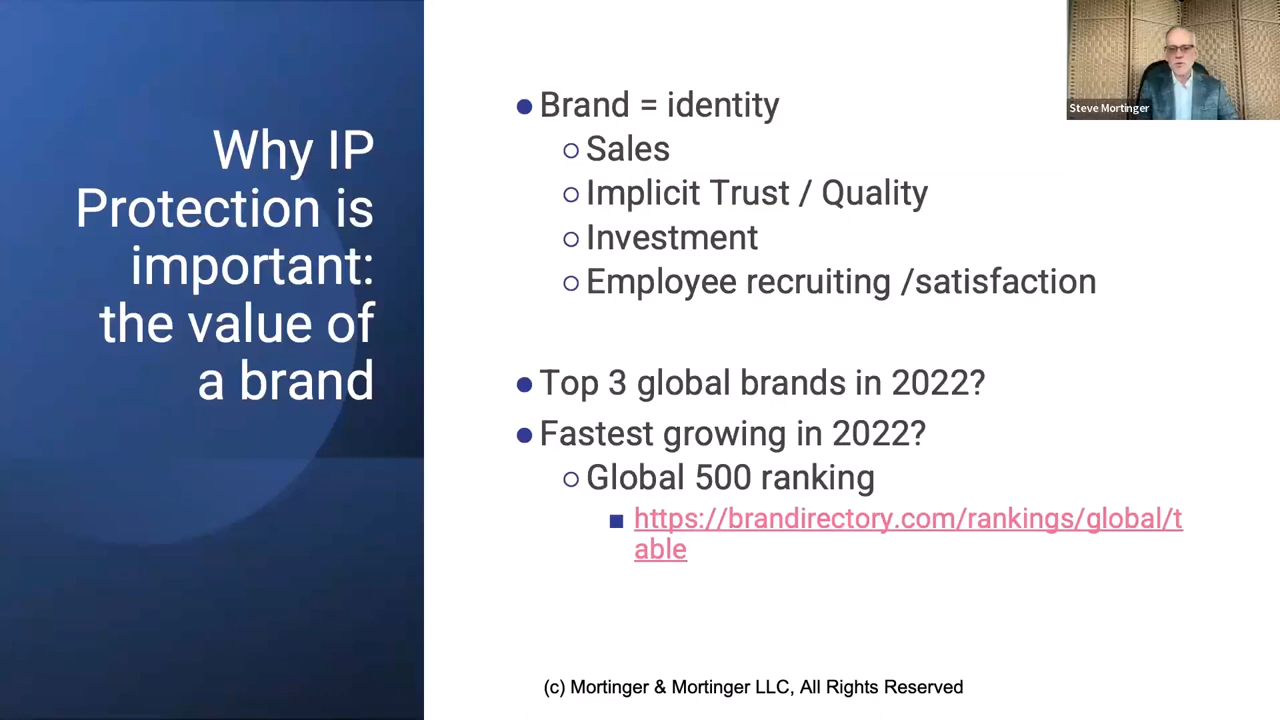 Why IP
Protection is
important:
the value of
a brand
● Brand = identity
○ Sales
○ Implicit Trust / Quality
○ Investment
○ Employee recruiting /satisfaction
● Top 3 global brands in 2022?
● Fastest growing in 2022?
○ Global 500 ranking
■ https://brandirectory.com/rankings/global/t
able
(c) Mortinger & Mortinger LLC, All Rights Reserved
Steve Mortinger